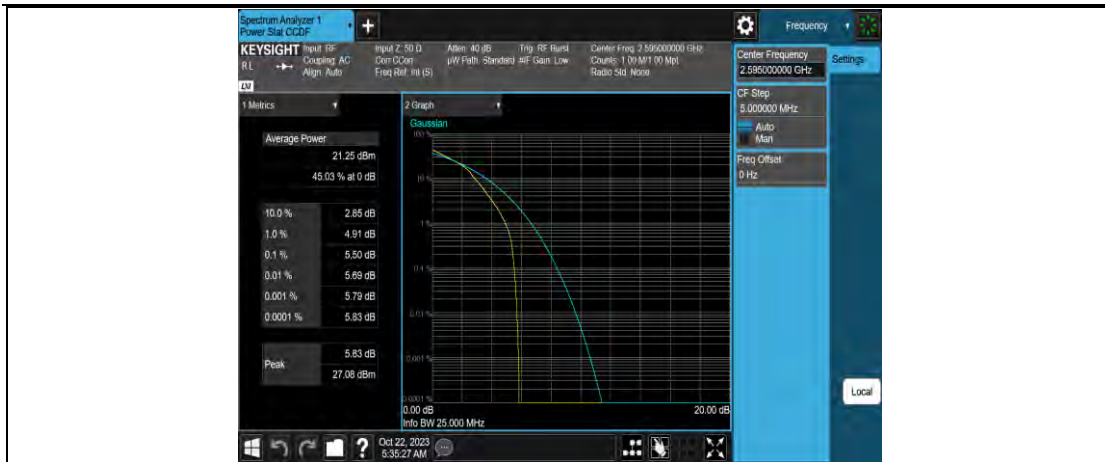 Spectrum Analyzer 1
Power Stat CCDF
+
Frequency
KEYSIGHT
RL
Input: RF
Coupling: AC
Align: Auto
Input Z: 50 Ω
Corr CCorr
Freq Ref: Int (S)
Atten: 40 dB
µW Path: Standard
Trig: RF Burst
#IF Gain: Low
Center Freq: 2.595000000 GHz
Counts: 1.00 M/1.00 Mpt
Radio Std: None
LXI
1 Metrics
Average Power
21.25 dBm
45.03 % at 0 dB
10.0 % 2.85 dB
1.0 % 4.91 dB
0.1 % 5.50 dB
0.01 % 5.69 dB
0.001 % 5.79 dB
0.0001 % 5.83 dB
Peak
5.83 dB
27.08 dBm
2 Graph
Gaussian
100 %
10 %
1 %
0.1 %
0.01 %
0.001 %
0.0001 %
0.00 dB
20.00 dB
Info BW 25.000 MHz
Center Frequency
2.595000000 GHz
Settings
CF Step
5.000000 MHz
Auto
Man
Freq Offset
0 Hz
Local
?
Oct 22, 2023
5:35:27 AM